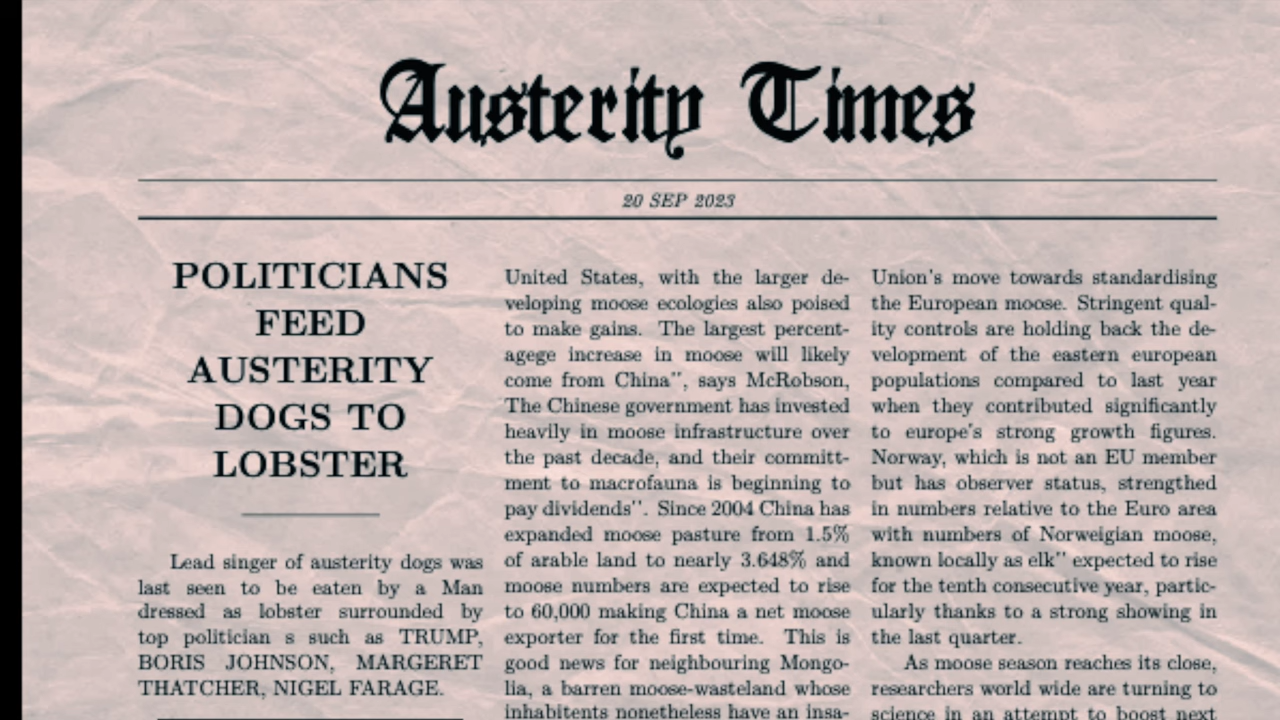 Austerity Times
20 SEP 2023
POLITICIANS
FEED
AUSTERITY
DOGS TO
LOBSTER
Lead singer of austerity dogs was
last seen to be eaten by a Man
dressed as lobster surrounded by
top politician s such as TRUMP,
BORIS JOHNSON, MARGERET
THATCHER, NIGEL FARAGE.
United States, with the larger de-
veloping moose ecologies also poised
to make gains. The largest percent-
agege increase in moose will likely
come from China”, says McRobson,
The Chinese government has invested
heavily in moose infrastructure over
the past decade, and their committ-
ment to macrofauna is beginning to
pay dividends”. Since 2004 China has
expanded moose pasture from 1.5%
of arable land to nearly 3.648% and
moose numbers are expected to rise
to 60,000 making China a net moose
exporter for the first time. This is
good news for neighbouring Mongo-
lia, a barren moose-wasteland whose
inhabitents nonetheless have an insa-
Union's move towards standardising
the European moose. Stringent qual-
ity controls are holding back the de-
velopment of the eastern european
populations compared to last year
when they contributed significantly
to europe's strong growth figures.
Norway, which is not an EU member
but has observer status, strengthed
in numbers relative to the Euro area
with numbers of Norweigian moose,
known locally as elk” expected to rise
for the tenth consecutive year, partic-
ularly thanks to a strong showing in
the last quarter.
As moose season reaches its close,
researchers world wide are turning to
science in an attempt to boost next